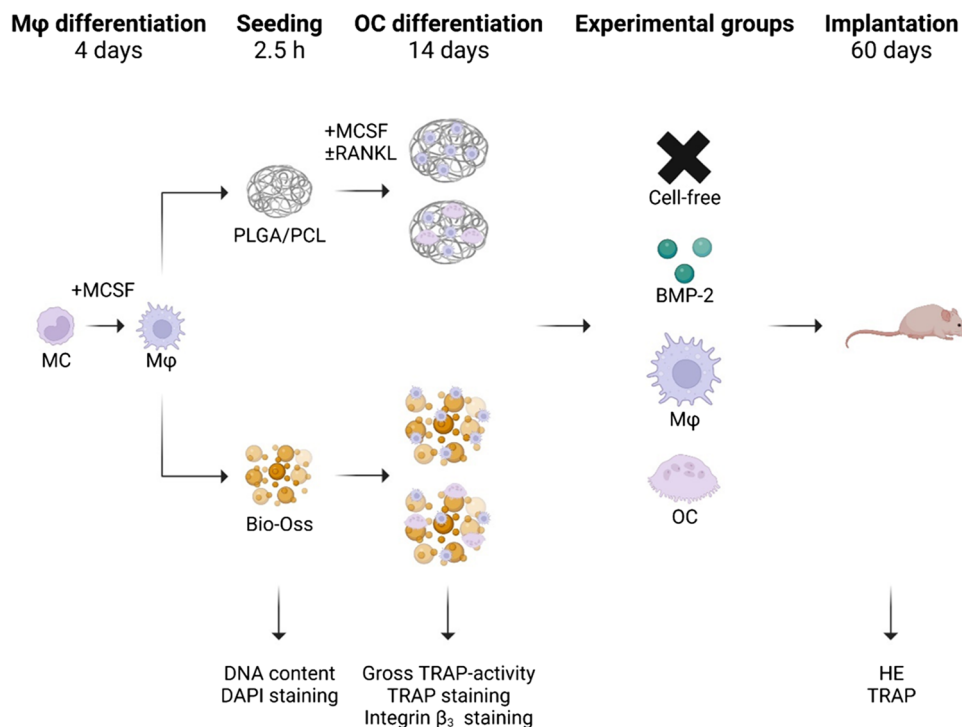 Mφ differentiation
4 days
Seeding
2.5 h
OC differentiation
14 days
Experimental groups
Implantation
60 days
+MCSF
±RANKL
PLGA/PCL
Cell-free
BMP-2
+MCSF
MC
Mφ
Mφ
Bio-Oss
OC
DNA content
DAPI staining
Gross TRAP-activity
TRAP staining
Integrin β₃ staining
HE
TRAP